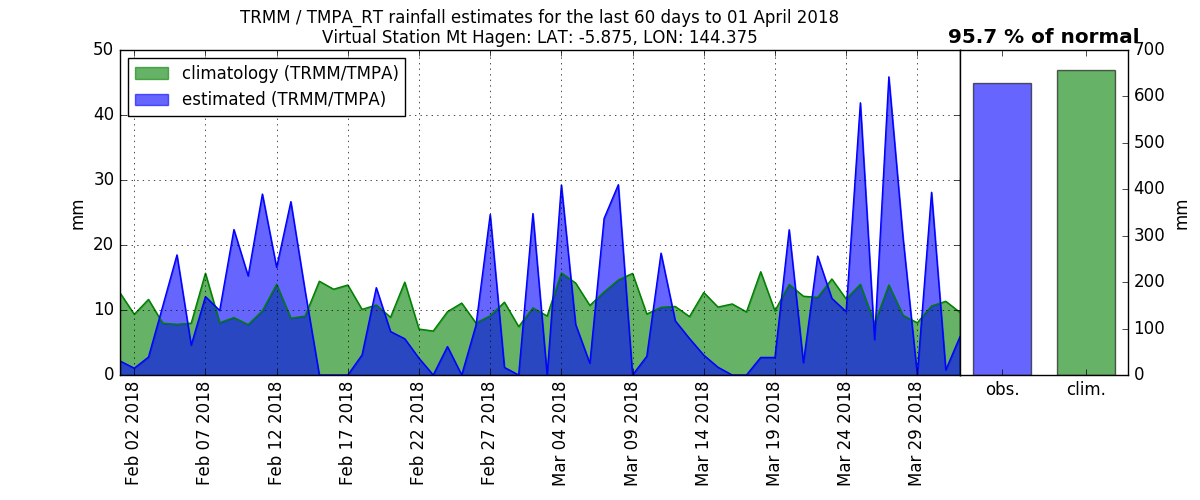 TRMM / TMPA_RT rainfall estimates for the last 60 days to 01 April 2018
Virtual Station Mt Hagen: LAT: -5.875, LON: 144.375
95.7 % of normal
climatology (TRMM/TMPA)
estimated (TRMM/TMPA)
mm
50
40
30
20
10
0
Feb 02 2018
Feb 07 2018
Feb 12 2018
Feb 17 2018
Feb 22 2018
Feb 27 2018
Mar 04 2018
Mar 09 2018
Mar 14 2018
Mar 19 2018
Mar 24 2018
Mar 29 2018
700
600
500
400
300
200
100
0
mm
obs.
clim.